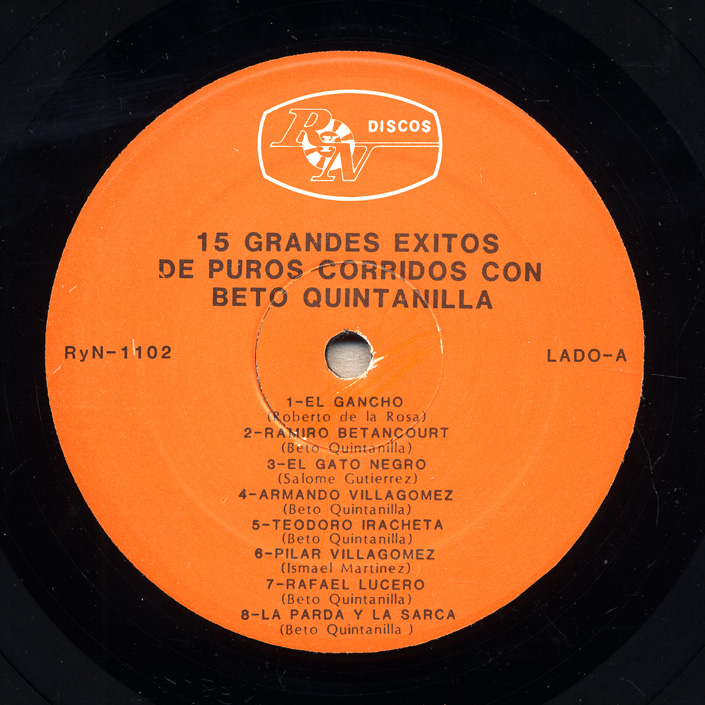 R y N DISCOS
15 GRANDES EXITOS
DE PUROS CORRIDOS CON
BETO QUINTANILLA
RyN-1102
LADO-A
1-EL GANCHO
(Roberto de la Rosa)
2-RAMIRO BETANCOURT
(Beto Quintanilla)
3-EL GATO NEGRO
(Salome Gutierrez)
4-ARMANDO VILLAGOMEZ
(Beto Quintanilla)
5-TEODORO IRACHETA
(Beto Quintanilla)
6-PILAR VILLAGOMEZ
(Ismael Martinez)
7-RAFAEL LUCERO
(Beto Quintanilla)
8-LA PARDA Y LA SARCA
(Beto Quintanilla )